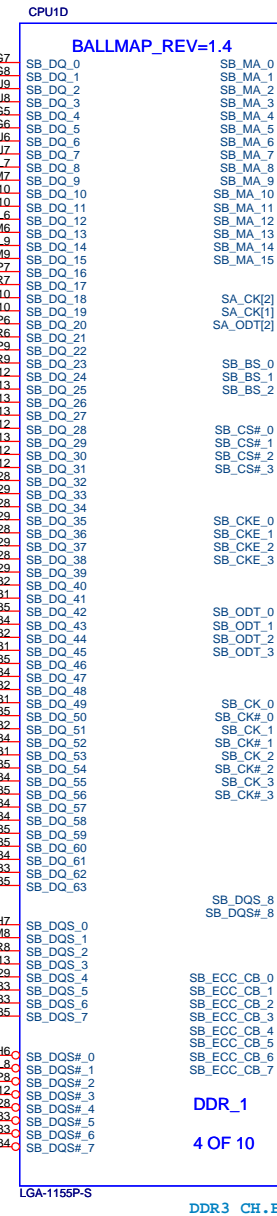 CPU1D
BALLMAP_REV=1.4
SB_DQ_0 SB_MA_0
SB_DQ_1 SB_MA_1
SB_DQ_2 SB_MA_2
SB_DQ_3 SB_MA_3
SB_DQ_4 SB_MA_4
SB_DQ_5 SB_MA_5
SB_DQ_6 SB_MA_6
SB_DQ_7 SB_MA_7
SB_DQ_8 SB_MA_8
SB_DQ_9 SB_MA_9
SB_DQ_10 SB_MA_10
SB_DQ_11 SB_MA_11
SB_DQ_12 SB_MA_12
SB_DQ_13 SB_MA_13
SB_DQ_14 SB_MA_14
SB_DQ_15 SB_MA_15
SB_DQ_16
SB_DQ_17
SB_DQ_18 SA_CK[2]
SB_DQ_19 SA_CK[1]
SB_DQ_20 SA_ODT[2]
SB_DQ_21
SB_DQ_22
SB_DQ_23 SB_BS_0
SB_DQ_24 SB_BS_1
SB_DQ_25 SB_BS_2
SB_DQ_26
SB_DQ_27
SB_DQ_28 SB_CS#_0
SB_DQ_29 SB_CS#_1
SB_DQ_30 SB_CS#_2
SB_DQ_31 SB_CS#_3
SB_DQ_32
SB_DQ_33
SB_DQ_34
SB_DQ_35 SB_CKE_0
SB_DQ_36 SB_CKE_1
SB_DQ_37 SB_CKE_2
SB_DQ_38 SB_CKE_3
SB_DQ_39
SB_DQ_40
SB_DQ_41
SB_DQ_42 SB_ODT_0
SB_DQ_43 SB_ODT_1
SB_DQ_44 SB_ODT_2
SB_DQ_45 SB_ODT_3
SB_DQ_46
SB_DQ_47
SB_DQ_48
SB_DQ_49 SB_CK_0
SB_DQ_50 SB_CK#_0
SB_DQ_51 SB_CK_1
SB_DQ_52 SB_CK#_1
SB_DQ_53 SB_CK_2
SB_DQ_54 SB_CK#_2
SB_DQ_55 SB_CK_3
SB_DQ_56 SB_CK#_3
SB_DQ_57
SB_DQ_58
SB_DQ_59
SB_DQ_60
SB_DQ_61
SB_DQ_62
SB_DQ_63
SB_DQS_8
SB_DQS#_8
SB_DQS_0
SB_DQS_1
SB_DQS_2
SB_DQS_3
SB_DQS_4 SB_ECC_CB_0
SB_DQS_5 SB_ECC_CB_1
SB_DQS_6 SB_ECC_CB_2
SB_DQS_7 SB_ECC_CB_3
SB_ECC_CB_4
SB_ECC_CB_5
SB_DQS#_0 SB_ECC_CB_6
SB_DQS#_1 SB_ECC_CB_7
SB_DQS#_2
SB_DQS#_3
SB_DQS#_4 DDR_1
SB_DQS#_5
SB_DQS#_6
SB_DQS#_7 4 OF 10
LGA-1155P-S
DDR3 CH.